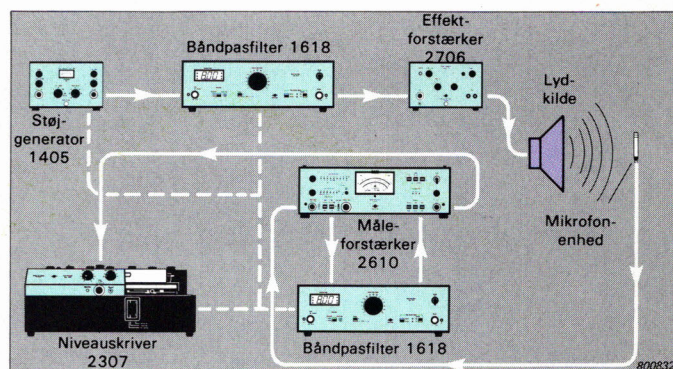 Båndpasfilter 1618
Effekt-
forstærker
2706
Støj-
generator
1405
Lyd-
kilde
Måle-
forstærker
2610
Mikrofon-
enhed
Niveauskriver
2307
Båndpasfilter 1618
800832